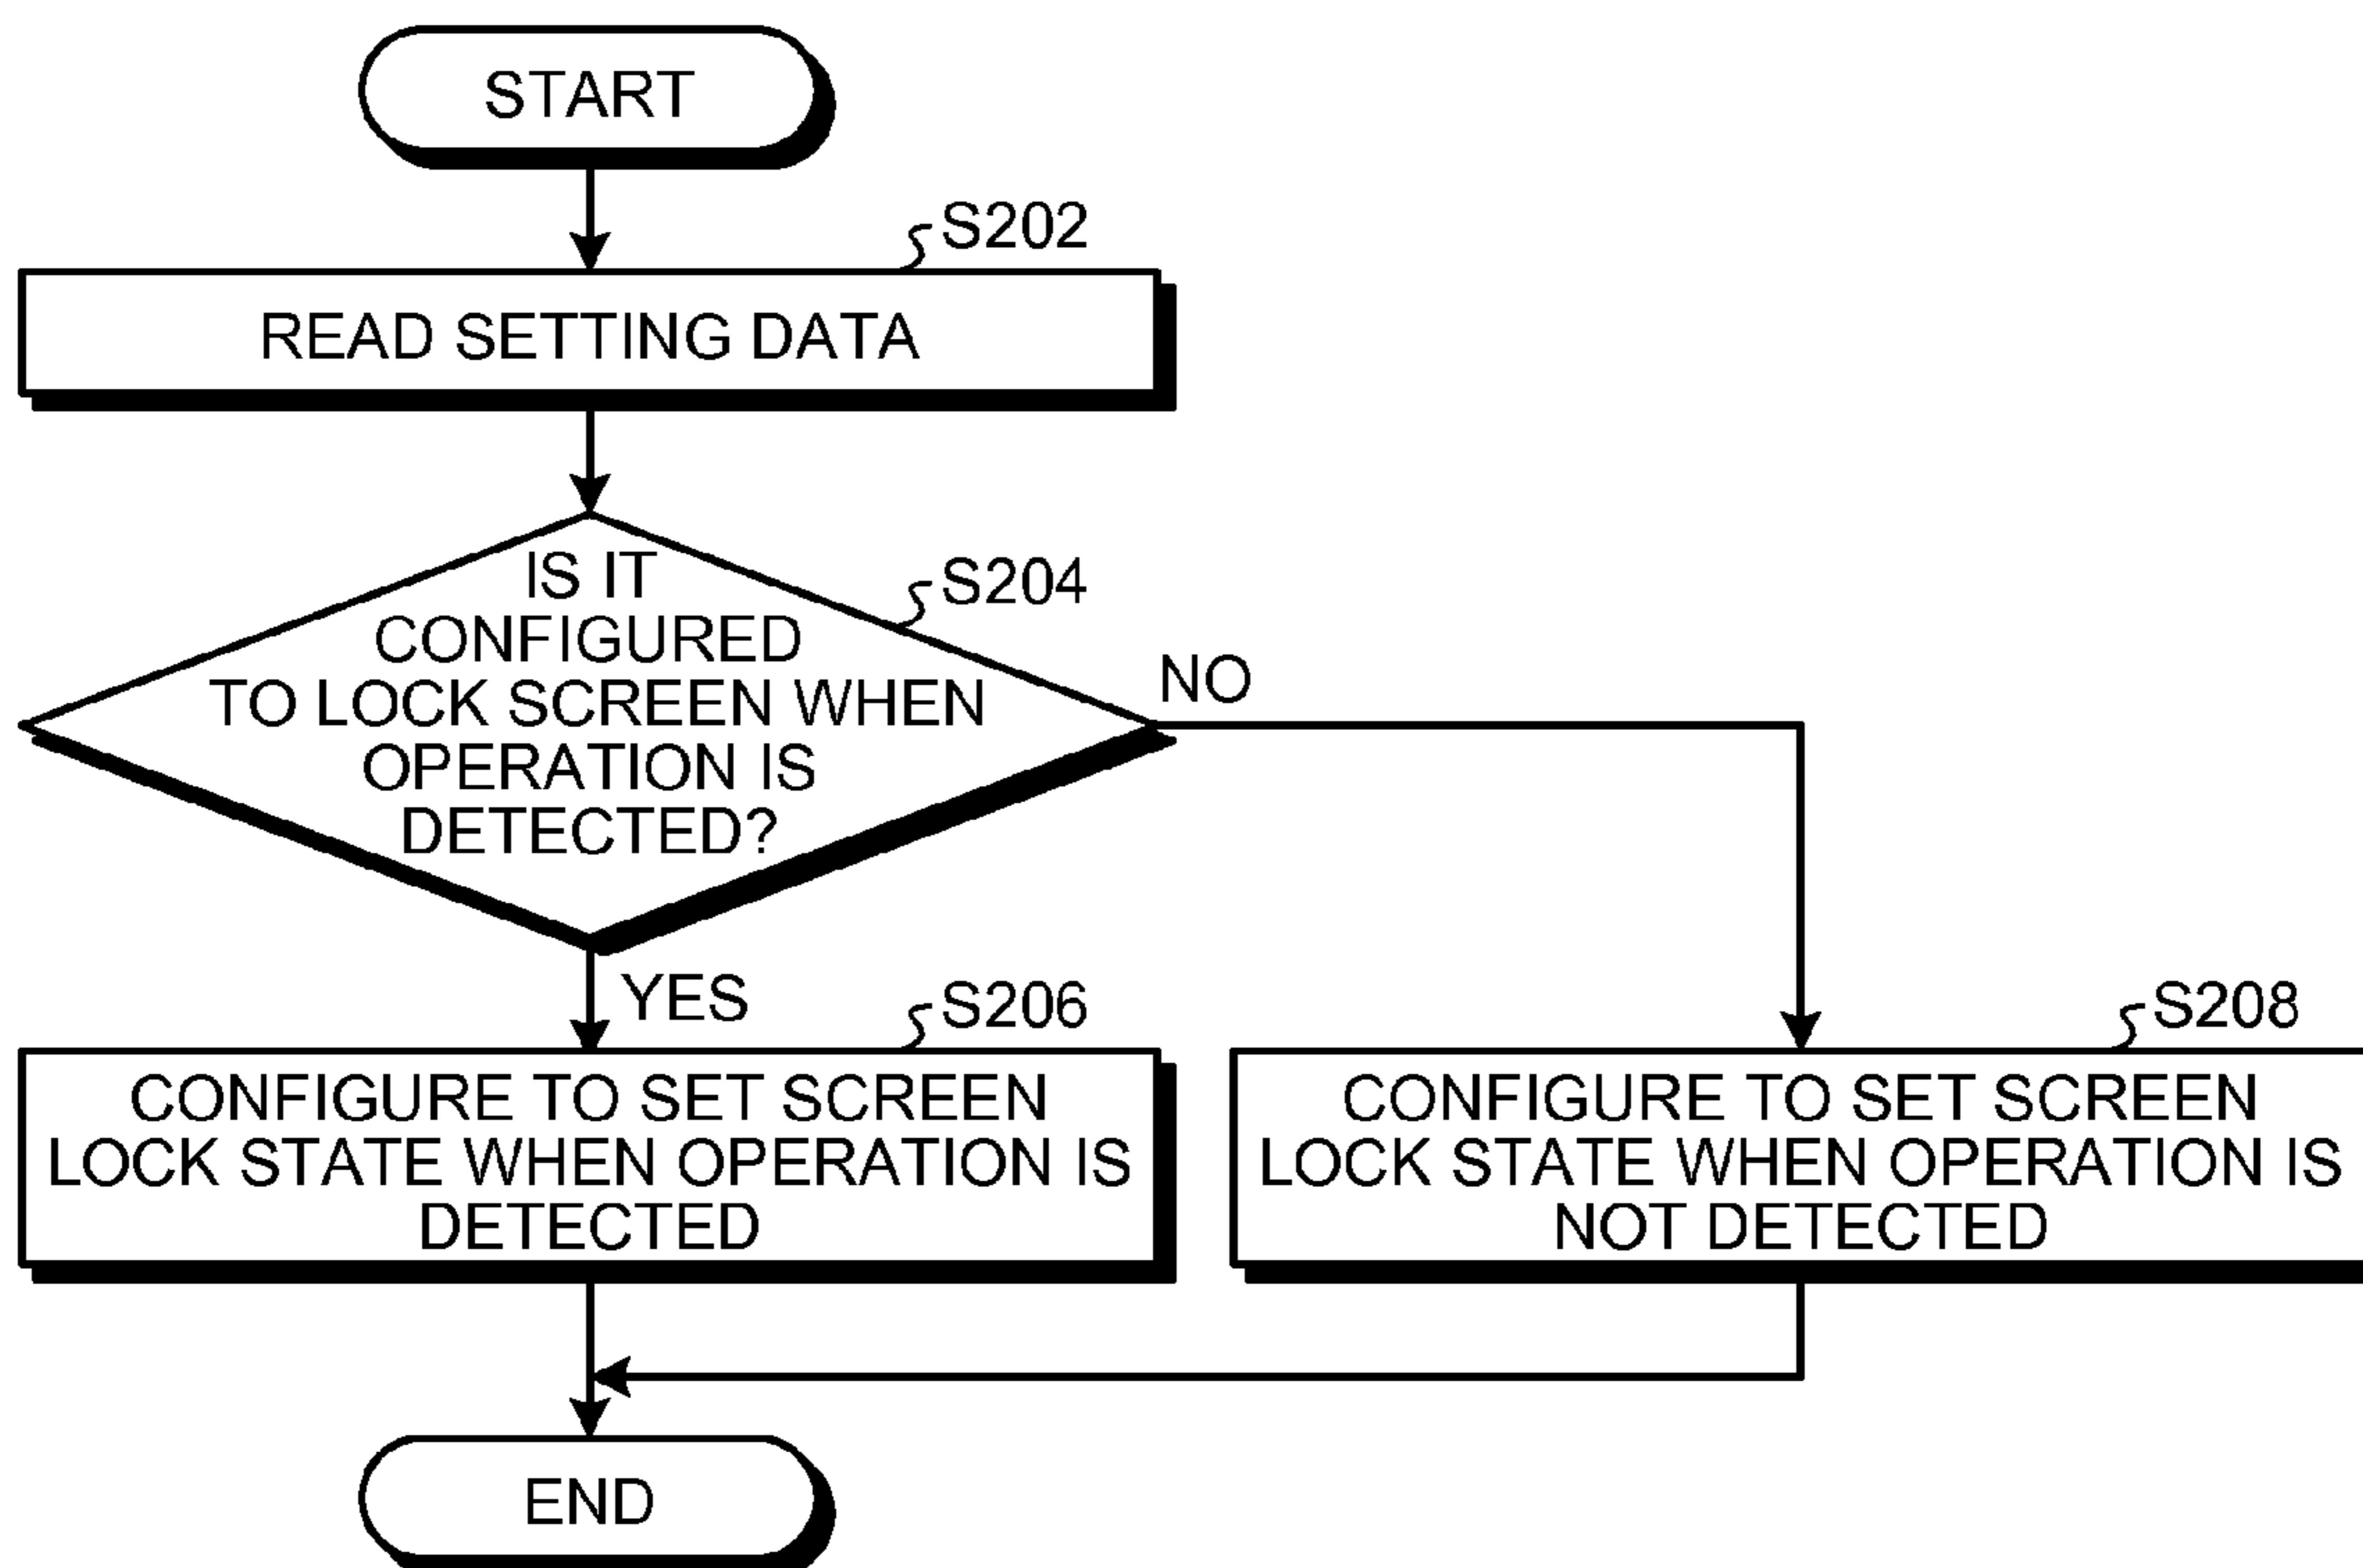 START
S202
READ SETTING DATA
S204
IS IT
CONFIGURED
TO LOCK SCREEN WHEN
OPERATION IS
DETECTED?
NO
YES
S206
CONFIGURE TO SET SCREEN
LOCK STATE WHEN OPERATION IS
DETECTED
S208
CONFIGURE TO SET SCREEN
LOCK STATE WHEN OPERATION IS
NOT DETECTED
END